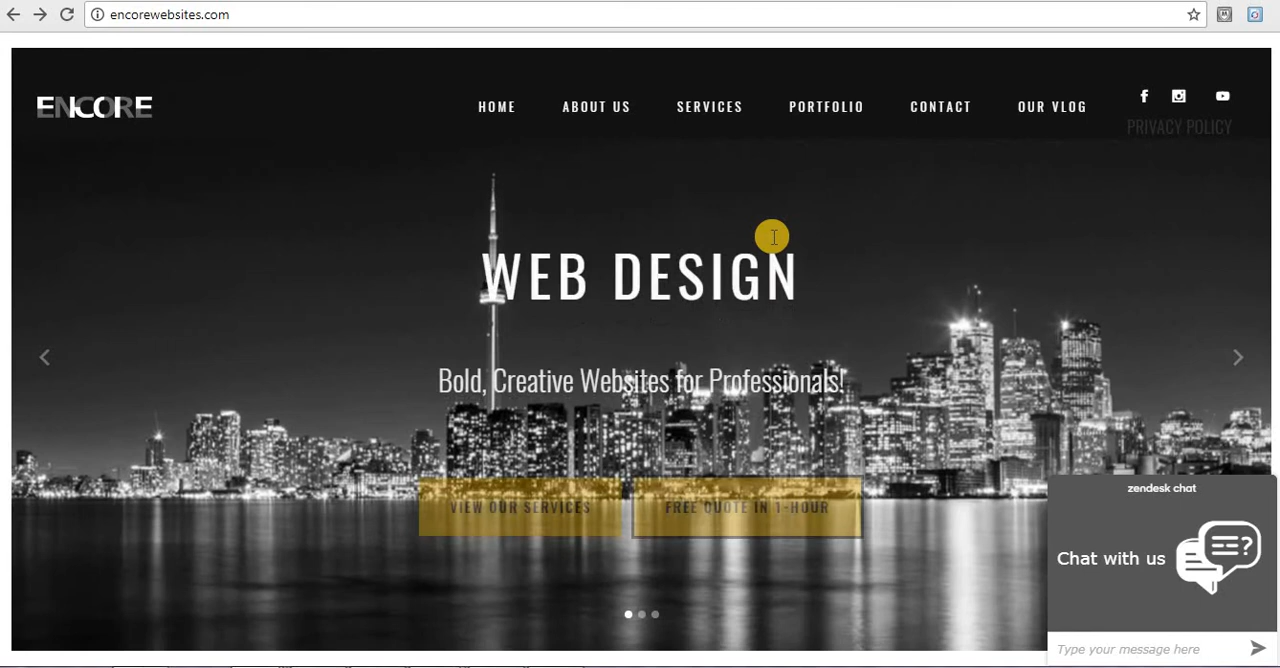 encorewebsites.com
ENCORE
HOME ABOUT US SERVICES PORTFOLIO CONTACT OUR VLOG
PRIVACY POLICY
WEB DESIGN
Bold, Creative Websites for Professionals!
VIEW OUR SERVICES FREE QUOTE IN 1-HOUR
zendesk chat
Chat with us
Type your message here